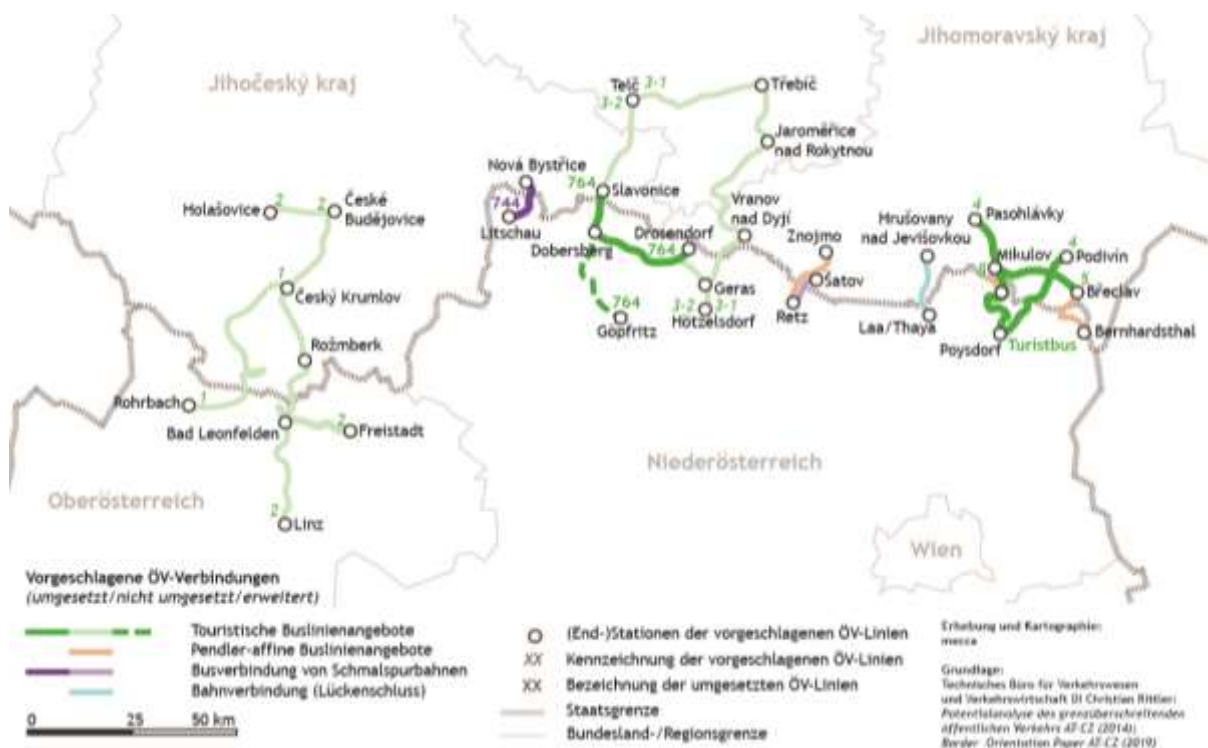 Jihočeský kraj
Jihomoravský kraj
Telč
3-1
3-2
Třebíč
Jaroměřice
nad Rokytnou
Nová Bystřice
744
Litschau
764
Slavonice
Dobersberg
Drosendorf
764
Vranov
nad Dyjí
Geras
3-2
3-1
Hötzelsdorf
764
Göpfritz
Znojmo
Šatov
Retz
Hrušovany
nad Jevišovkou
Laa/Thaya
4
Pasohlávky
Mikulov
4
Podivín
5
Břeclav
Bernhardsthal
Poysdorf
Turistbus
Holašovice
2
2
České
Budějovice
1
Český Krumlov
Rožmberk
Rohrbach
1
Bad Leonfelden
2
Freistadt
2
Linz
Oberösterreich
Niederösterreich
Wien
Vorgeschlagene ÖV-Verbindungen
(umgesetzt/nicht umgesetzt/erweitert)
Touristische Buslinienangebote
Pendler-affine Buslinienangebote
Busverbindung von Schmalspurbahnen
Bahnverbindung (Lückenschluss)
0 25 50 km
(End-)Stationen der vorgeschlagenen ÖV-Linien
XX Kennzeichnung der vorgeschlagenen ÖV-Linien
XX Bezeichnung der umgesetzten ÖV-Linien
Staatsgrenze
Bundesland-/Regionsgrenze
Erhebung und Kartographie:
mecca
Grundlage:
Technisches Büro für Verkehrswesen
und Verkehrswirtschaft DI Christian Rittler:
Potentialanalyse des grenzüberschreitenden
öffentlichen Verkehrs AT-CZ (2014);
Border Orientation Paper AT-CZ (2019)